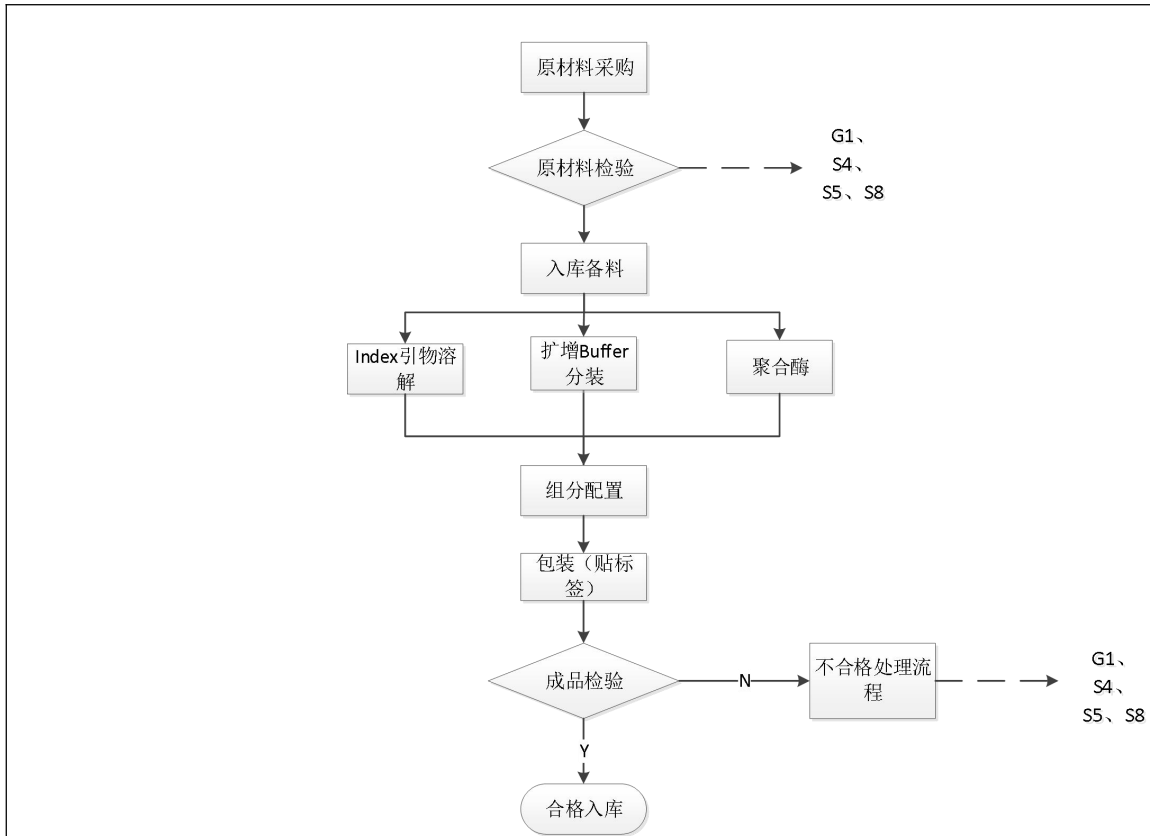 原材料采购
原材料检验
G1、
S4、
S5、S8
入库备料
Index引物溶
解
扩增Buffer
分装
聚合酶
组分配置
包装（贴标
签）
成品检验
N
不合格处理流
程
G1、
S4、
S5、S8
Y
合格入库